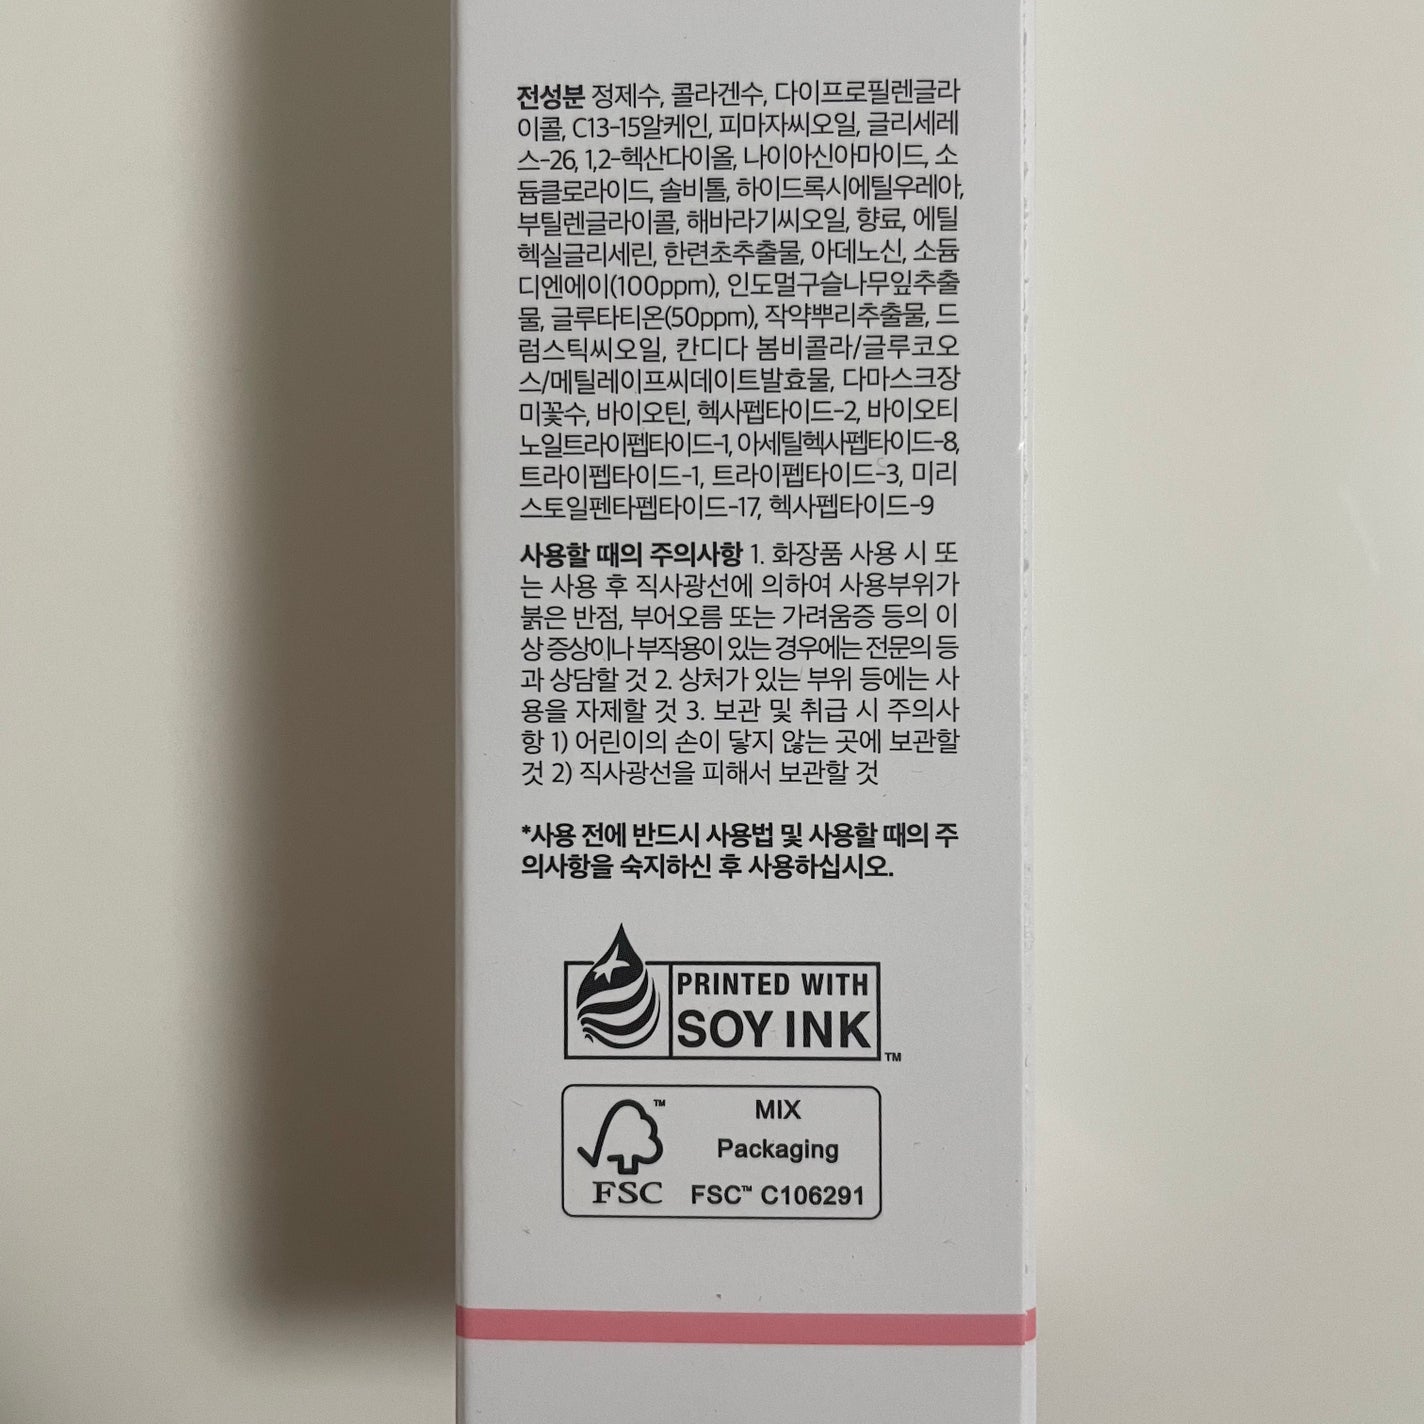 전성분 정제수, 콜라겐수, 다이프로필렌글라
이콜, C13-15알케인, 피마자씨오일, 글리세레
스-26, 1,2-헥산다이올, 나이아신아마이드, 소
듐클로라이드, 솔비톨, 하이드록시에틸우레아,
부틸렌글라이콜, 해바라기씨오일, 향료, 에틸
헥실글리세린, 한련초추출물, 아데노신, 소듐
디엔에이(100ppm), 인도멀구슬나무잎추출
물, 글루타티온(50ppm), 작약뿌리추출물, 드
럼스틱씨오일, 칸디다 봄비콜라/글루코오
스/메틸레이프씨데이트발효물, 다마스크장
미꽃수, 바이오틴, 헥사펩타이드-2, 바이오티
노일트라이펩타이드-1, 아세틸헥사펩타이드-8,
트라이펩타이드-1, 트라이펩타이드-3, 미리
스토일펜타펩타이드-17, 헥사펩타이드-9
사용할 때의 주의사항 1. 화장품 사용 시 또
는 사용 후 직사광선에 의하여 사용부위가
붉은 반점, 부어오름 또는 가려움증 등의 이
상 증상이나 부작용이 있는 경우에는 전문의 등
과 상담할 것 2. 상처가 있는 부위 등에는 사
용을 자제할 것 3. 보관 및 취급 시 주의사
항 1) 어린이의 손이 닿지 않는 곳에 보관할
것 2) 직사광선을 피해서 보관할 것
*사용 전에 반드시 사용법 및 사용할 때의 주
의사항을 숙지하신 후 사용하십시오.
PRINTED WITH
SOY INK™
™
MIX
Packaging
FSC
FSC™ C106291